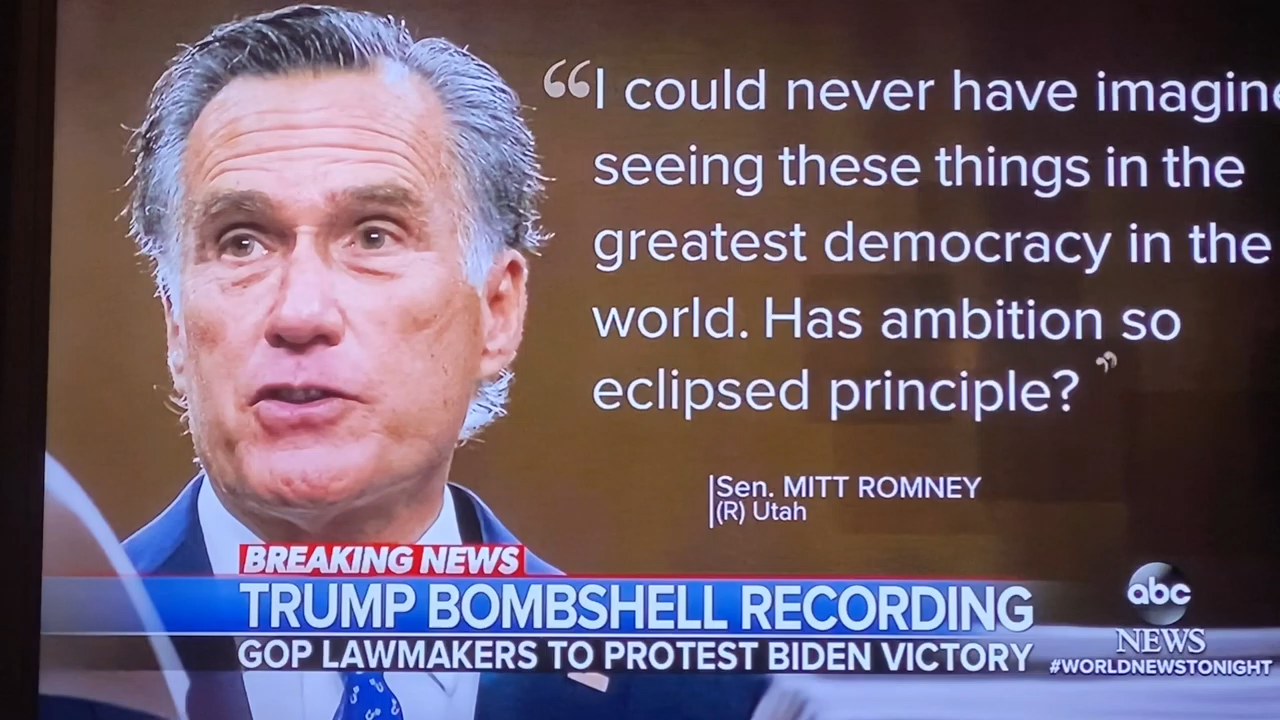 “I could never have imagine
seeing these things in the
greatest democracy in the
world. Has ambition so
eclipsed principle?”
Sen. MITT ROMNEY
(R) Utah
BREAKING NEWS
TRUMP BOMBSHELL RECORDING
GOP LAWMAKERS TO PROTEST BIDEN VICTORY
abc
NEWS
#WORLDNEWSTONIGHT